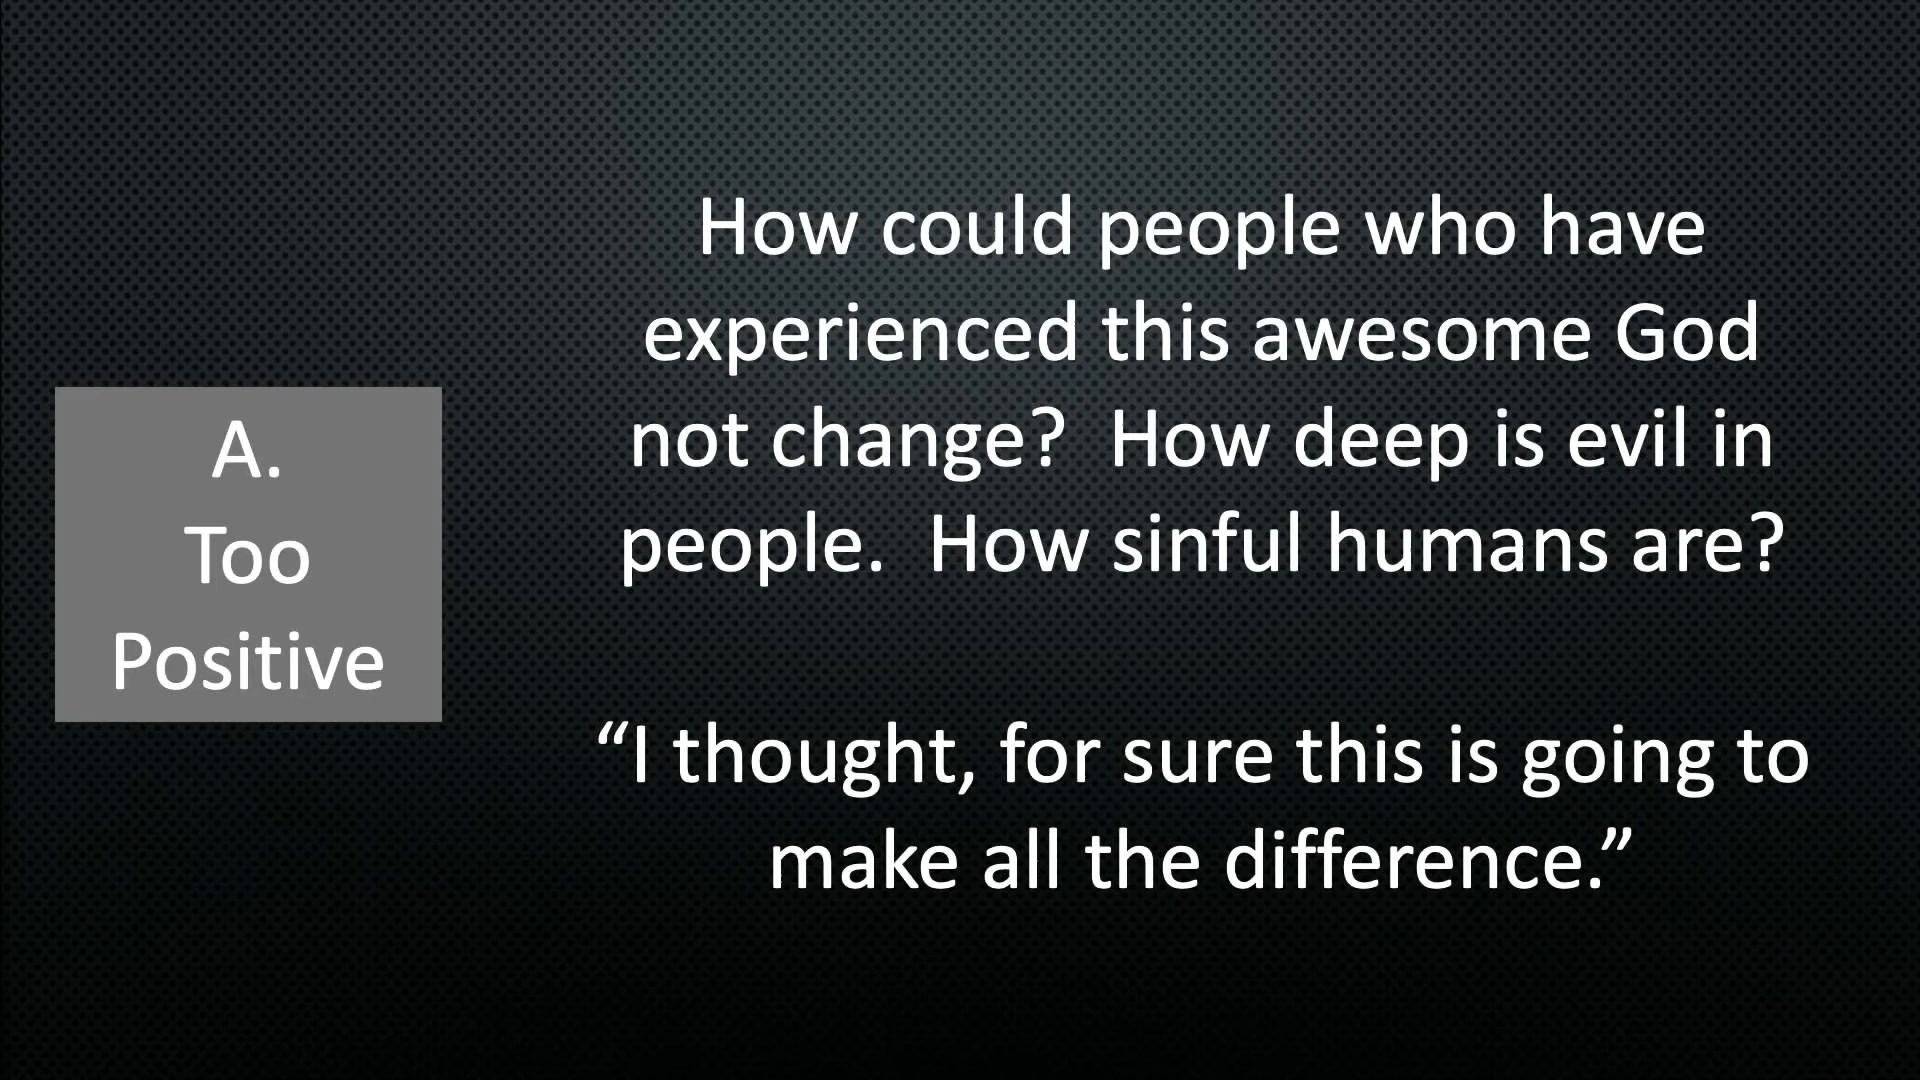 A.
Too
Positive
How could people who have
experienced this awesome God
not change?  How deep is evil in
people.  How sinful humans are?
“I thought, for sure this is going to
make all the difference.”